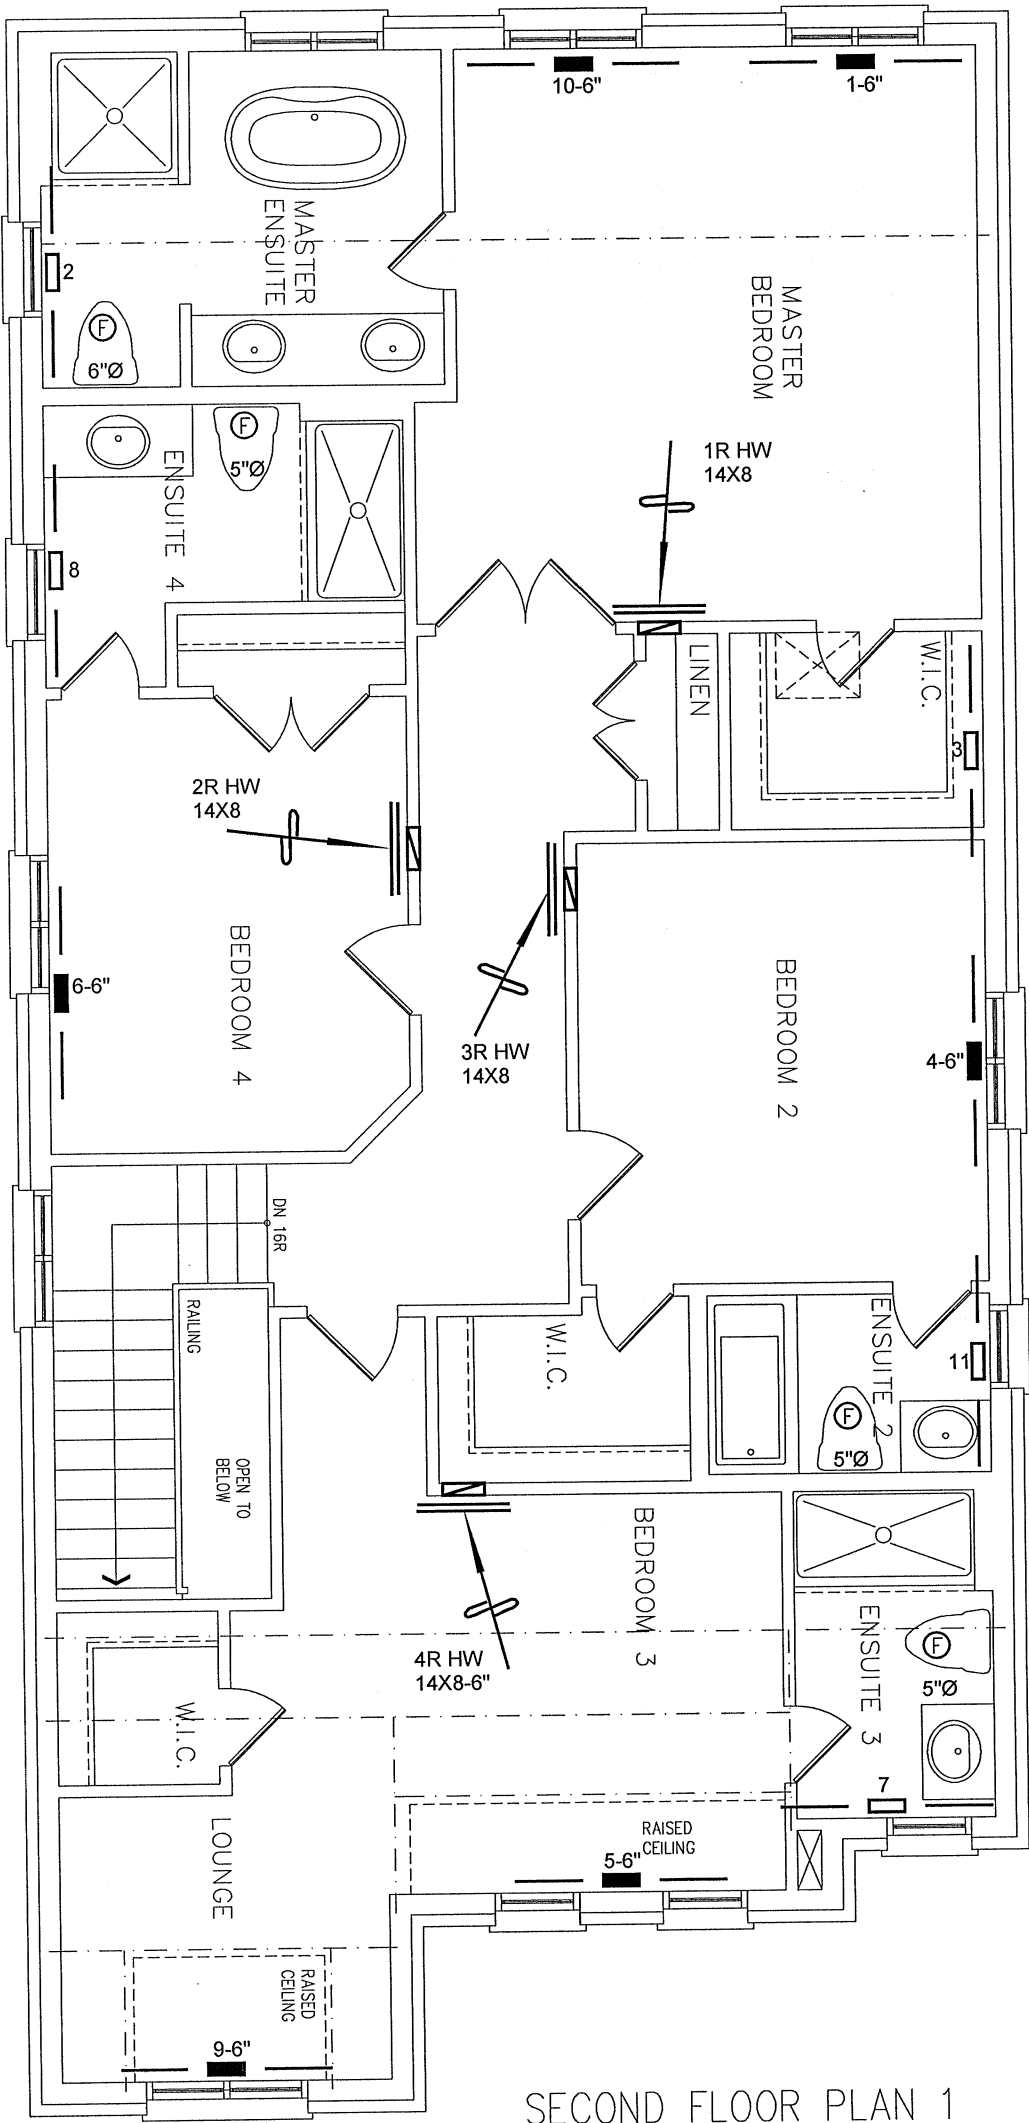 10-6"
1-6"
MASTER
ENSUITE
MASTER
BEDROOM
2
F
6"Ø
F
5"Ø
ENSUITE 4
1R HW
14X8
8
LINEN
W.I.C.
3
2R HW
14X8
BEDROOM 4
6-6"
3R HW
14X8
BEDROOM 2
4-6"
DN 16R
RAILING
OPEN TO
BELOW
W.I.C.
ENSUITE 2
11
F
5"Ø
BEDROOM 3
4R HW
14X8-6"
ENSUITE 3
F
5"Ø
W.I.C.
7
LOUNGE
RAISED
CEILING
5-6"
RAISED
CEILING
9-6"
SECOND FLOOR PLAN 1